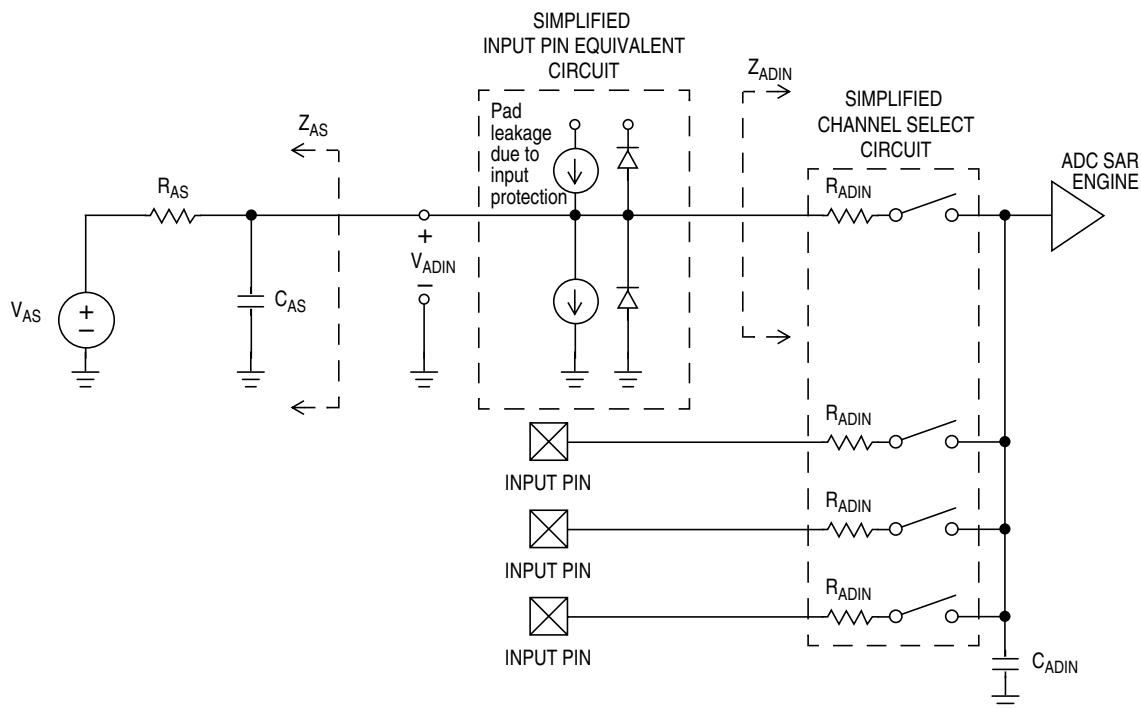 SIMPLIFIED
INPUT PIN EQUIVALENT
CIRCUIT
Z_ADIN
SIMPLIFIED
CHANNEL SELECT
CIRCUIT
Pad
leakage
due to
input
protection
Z_AS
ADC SAR
ENGINE
R_AS
R_ADIN
+
V_ADIN
−
C_AS
V_AS
+
−
R_ADIN
INPUT PIN
R_ADIN
INPUT PIN
R_ADIN
INPUT PIN
C_ADIN